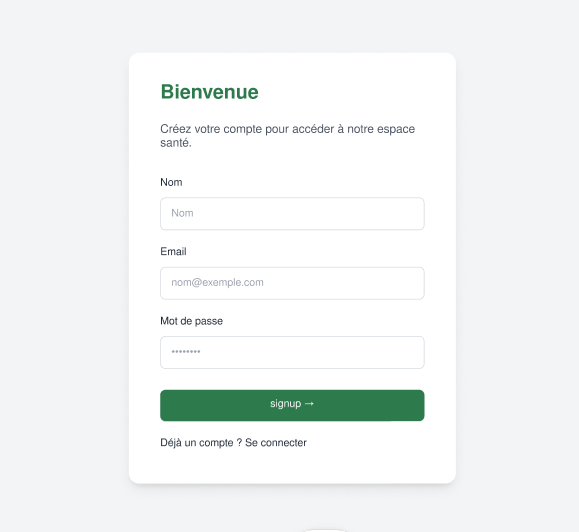 Bienvenue
Créez votre compte pour accéder à notre espace
santé.
Nom
Nom
Email
nom@exemple.com
Mot de passe
••••••••
signup →
Déjà un compte ? Se connecter